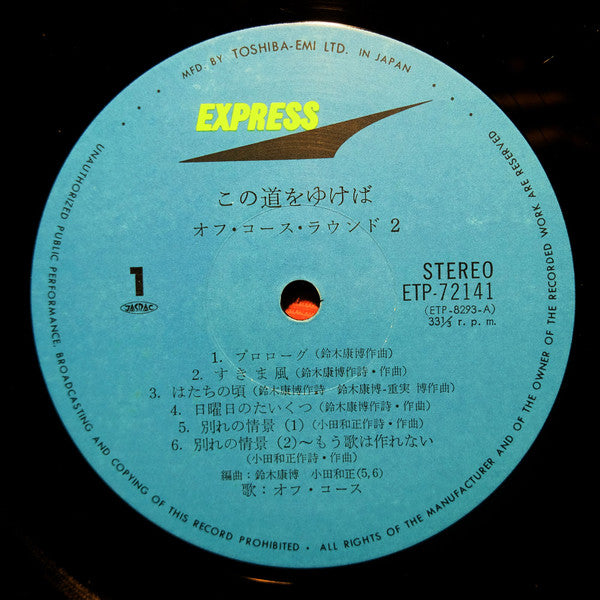 MFD. BY TOSHIBA-EMI LTD. IN JAPAN
EXPRESS
この道をゆけば
オフ・コース・ラウンド 2
1
JASRAC
STEREO
ETP-72141
(ETP-8293-A)
33⅓ r. p. m.
1. プロローグ (鈴木康博作曲)
2. すきま風 (鈴木康博作詩・作曲)
3. はたちの頃 (鈴木康博作詩 鈴木康博-重実 博作曲)
4. 日曜日のたいくつ (鈴木康博作詩・作曲)
5. 別れの情景 (1) (小田和正作詩・作曲)
6. 別れの情景 (2)～もう歌は作れない
(小田和正作詩・作曲)
編曲：鈴木康博 小田和正(5,6)
歌：オフ・コース
UNAUTHORIZED PUBLIC PERFORMANCE, BROADCASTING AND COPYING OF THIS RECORD PROHIBITED • ALL RIGHTS OF THE MANUFACTURER AND OF THE OWNER OF THE RECORDED WORK ARE RESERVED